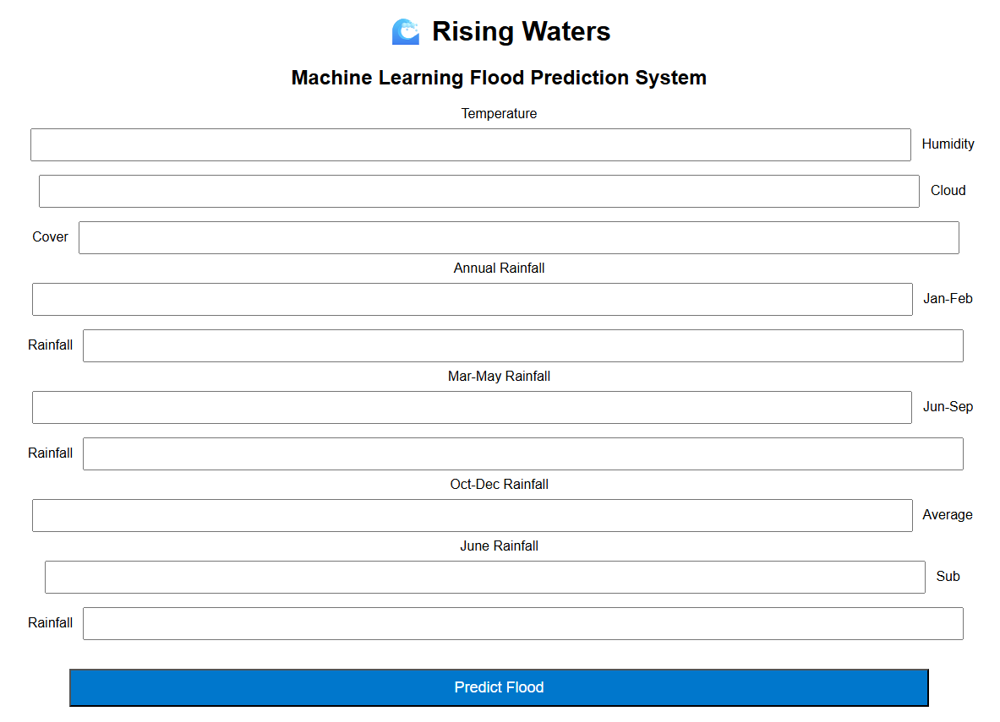 Rising Waters
Machine Learning Flood Prediction System
Temperature
Humidity
Cloud
Cover
Annual Rainfall
Jan-Feb
Rainfall
Mar-May Rainfall
Jun-Sep
Rainfall
Oct-Dec Rainfall
Average
June Rainfall
Sub
Rainfall
Predict Flood